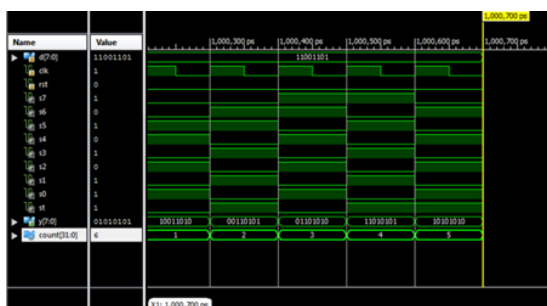 1,000,700 ps
Name Value 1,000,300 ps 1,000,400 ps 1,000,500 ps 1,000,600 ps 1,000,700 ps
d[7:0] 11001101 11001101
clk 1
rst 0
s7 1
s6 0
s5 1
s4 0
s3 1
s2 0
s1 1
s0 1
st 1
y[7:0] 01010101 10011010 00110101 01101010 11010101 10101010
count[31:0] 6 1 2 3 4 5
X1: 1,000,700 ps